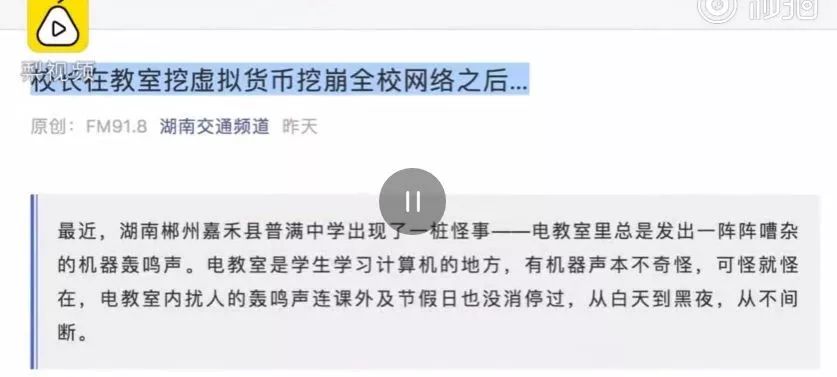 秒拍
梨视频
校长在教室挖虚拟货币挖崩全校网络之后...
原创： FM91.8 湖南交通频道 昨天
最近，湖南郴州嘉禾县普满中学出现了一桩怪事——电教室里总是发出一阵阵嘈杂
的机器轰鸣声。电教室是学生学习计算机的地方，有机器声本不奇怪，可怪就怪
在，电教室内扰人的轰鸣声连课外及节假日也没消停过，从白天到黑夜，从不间
断。